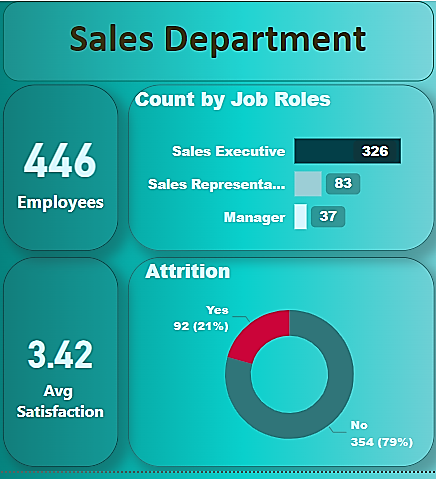 Sales Department
Count by Job Roles
446
Employees
Sales Executive
326
Sales Representa...
83
Manager
37
Attrition
3.42
Avg
Satisfaction
Yes
92 (21%)
No
354 (79%)